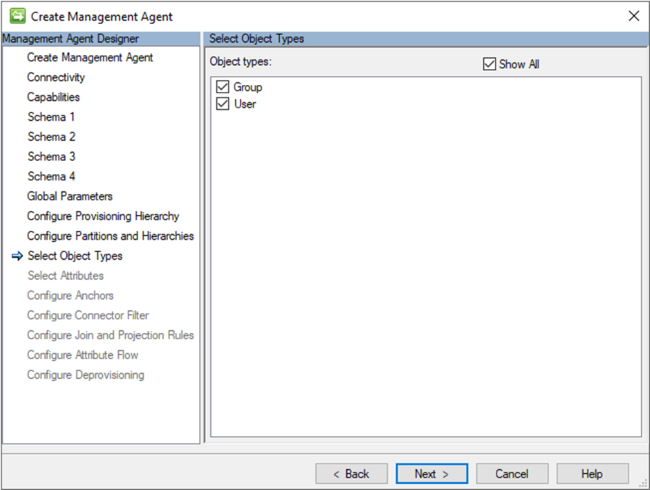 Create Management Agent
Management Agent Designer
Create Management Agent
Connectivity
Capabilities
Schema 1
Schema 2
Schema 3
Schema 4
Global Parameters
Configure Provisioning Hierarchy
Configure Partitions and Hierarchies
Select Object Types
Select Attributes
Configure Anchors
Configure Connector Filter
Configure Join and Projection Rules
Configure Attribute Flow
Configure Deprovisioning
Select Object Types
Object types:
Show All
Group
User
< Back
Next >
Cancel
Help